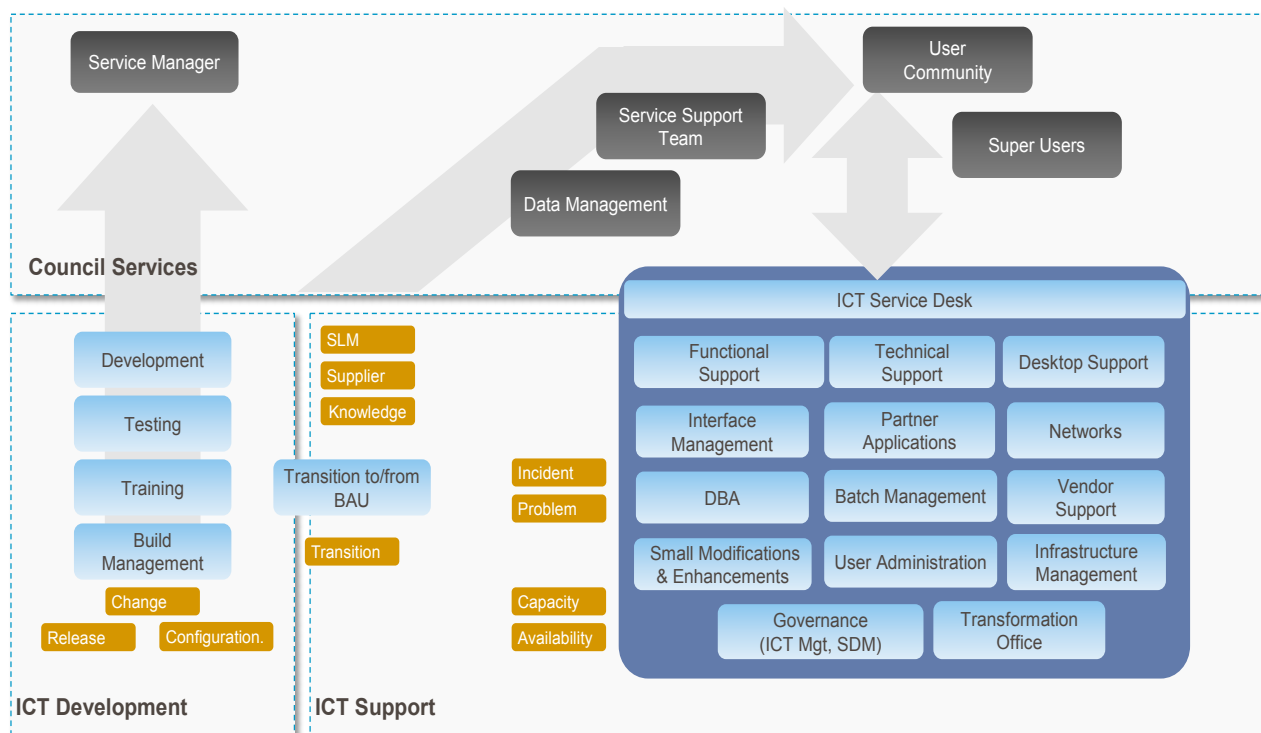 Service Manager
User
Community
Service Support
Team
Super Users
Data Management
Council Services
ICT Service Desk
Development
Testing
Training
Build
Management
Change
Release
Configuration.
ICT Development
SLM
Supplier
Knowledge
Transition to/from
BAU
Transition
Incident
Problem
Capacity
Availability
Functional
Support
Technical
Support
Desktop Support
Interface
Management
Partner
Applications
Networks
DBA
Batch Management
Vendor
Support
Small Modifications
& Enhancements
User Administration
Infrastructure
Management
Governance
(ICT Mgt, SDM)
Transformation
Office
ICT Support